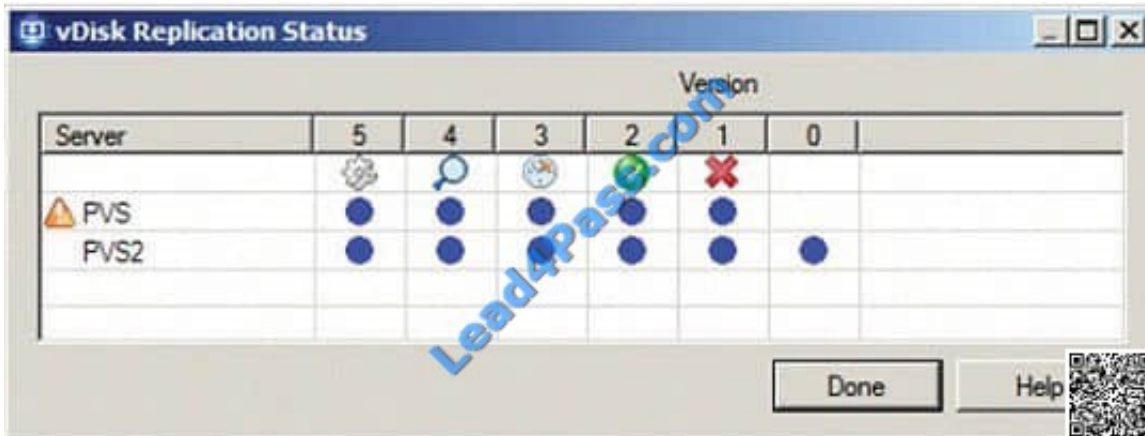 vDisk Replication Status
Version
Server 5 4 3 2 1 0
PVS
PVS2
Lead4Pass.com
Done Help